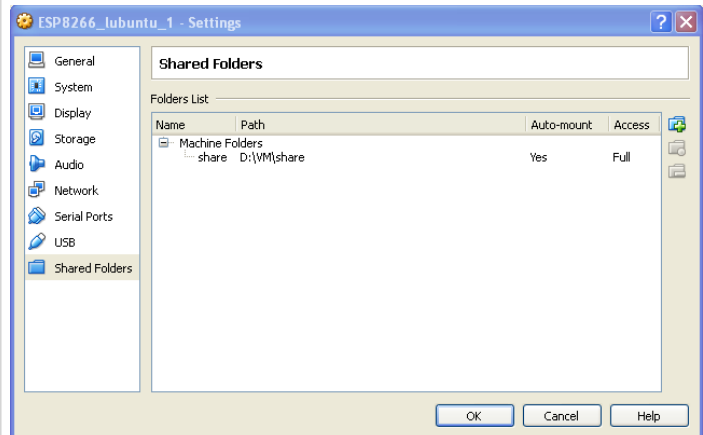 ESP8266_lubuntu_1 - Settings
General
System
Display
Storage
Audio
Network
Serial Ports
USB
Shared Folders
Shared Folders
Folders List
Name Path Auto-mount Access
Machine Folders
share D:\VM\share Yes Full
OK Cancel Help